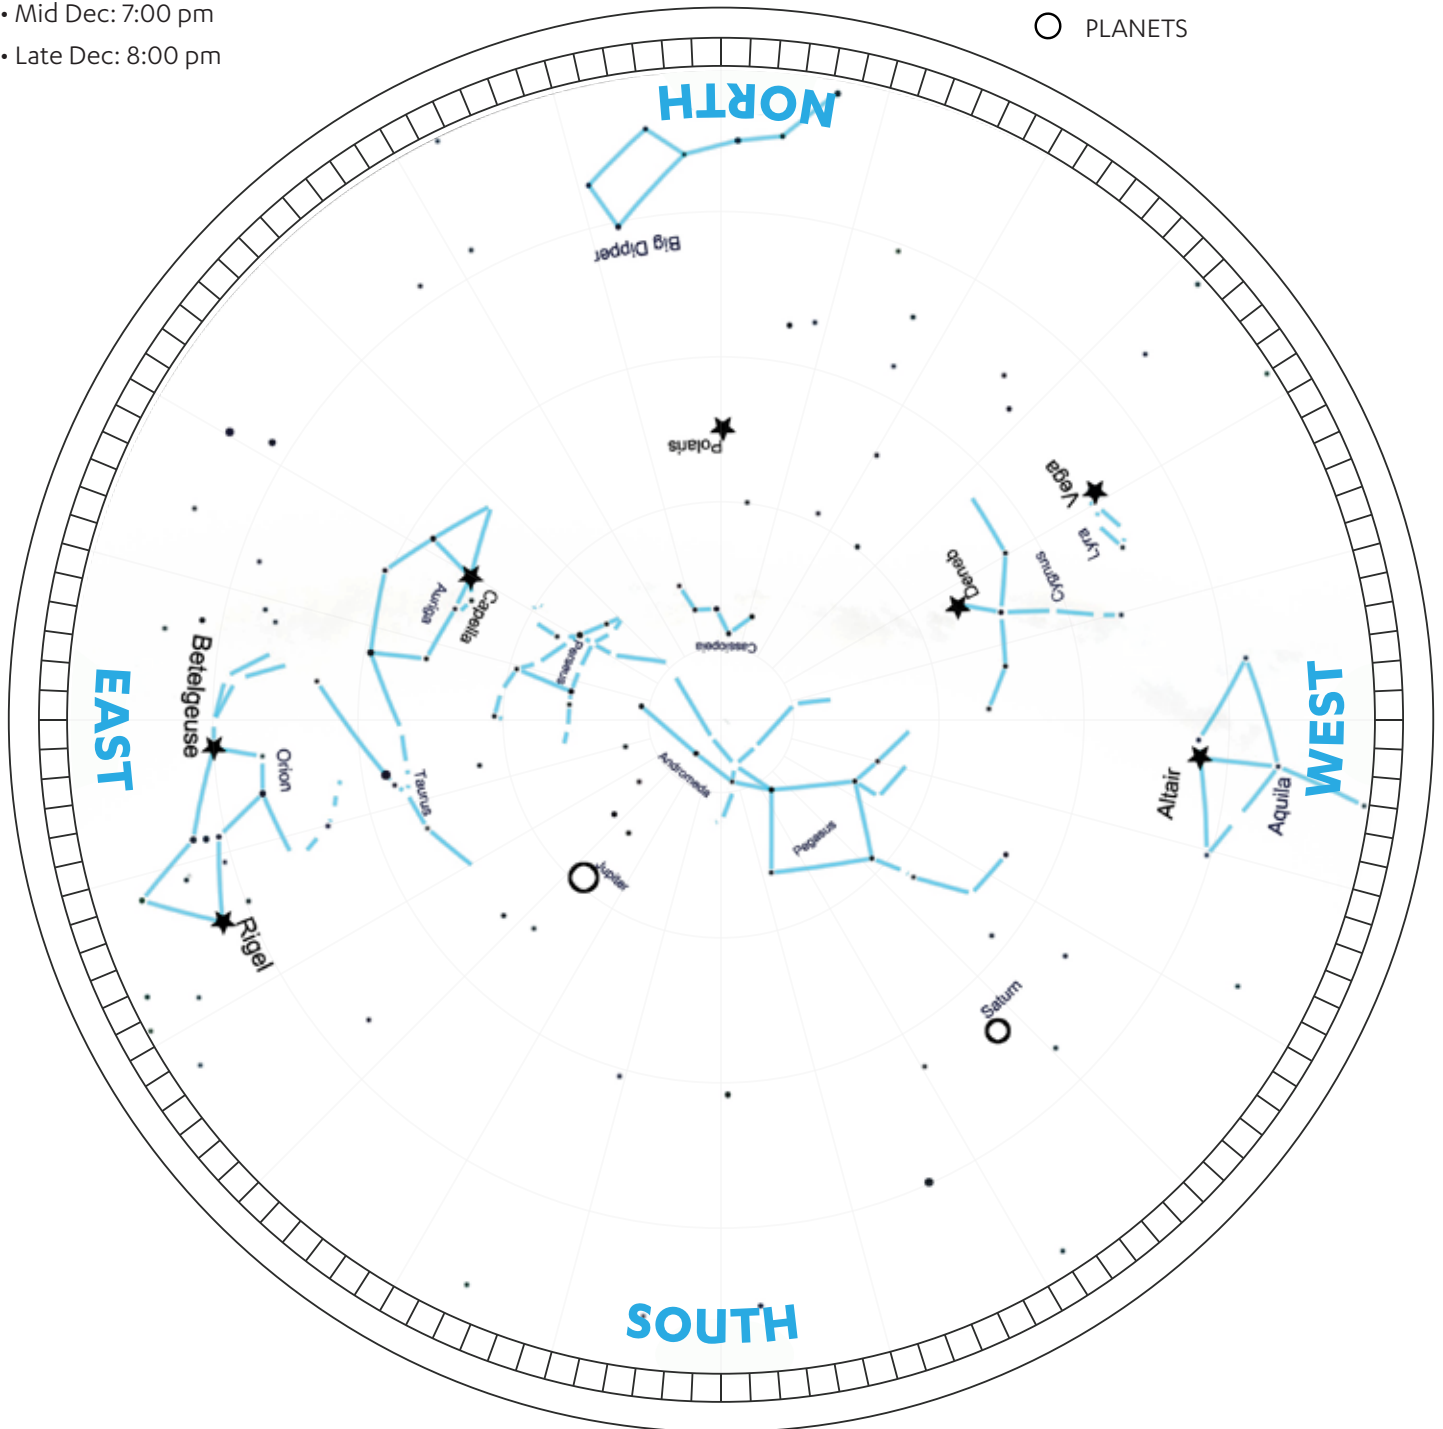 • Mid Dec: 7:00 pm
• Late Dec: 8:00 pm
PLANETS
NORTH
Big Dipper
Polaris
Vega
Lyra
Cygnus
Deneb
Capella
Auriga
Perseus
Cassiopeia
Betelgeuse
EAST
WEST
Orion
Taurus
Andromeda
Altair
Aquila
Pegasus
Jupiter
Rigel
Saturn
SOUTH